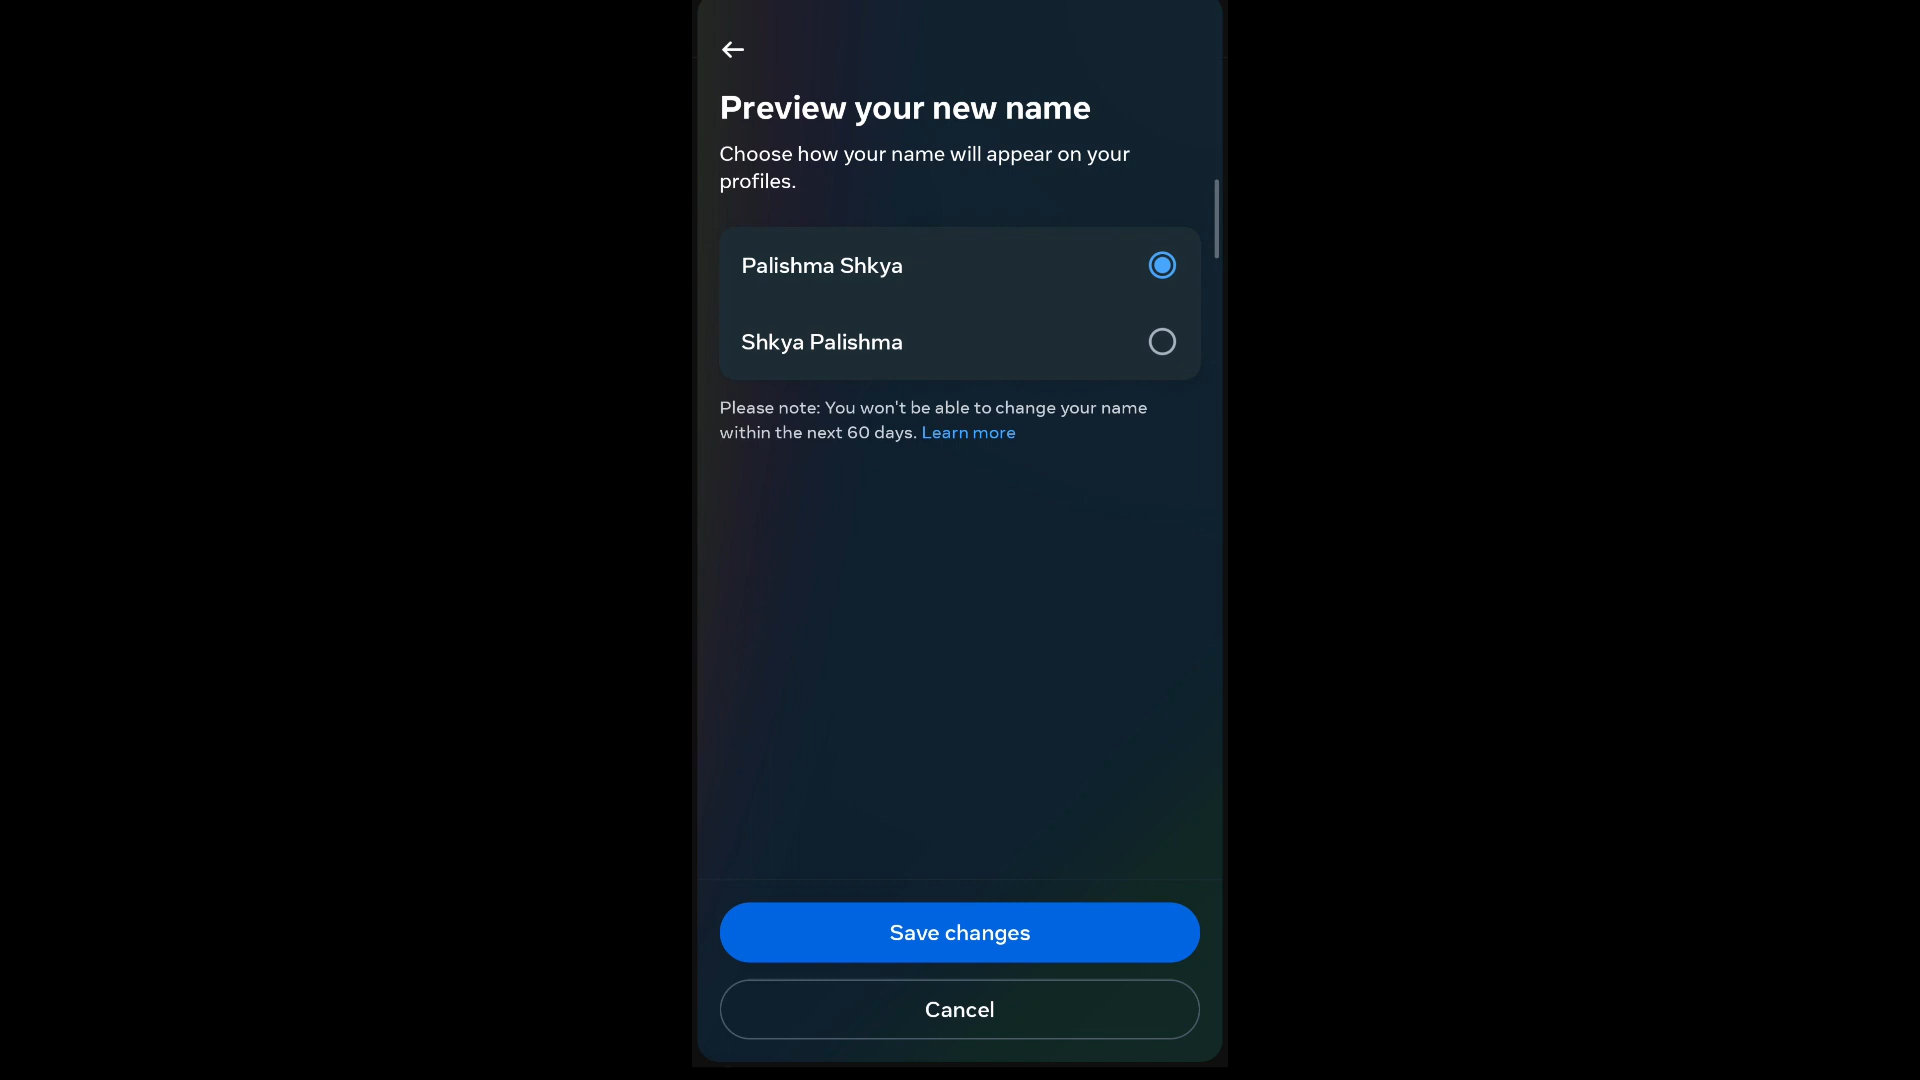 Preview your new name
Choose how your name will appear on your
profiles.
Palishma Shkya
Shkya Palishma
Please note: You won't be able to change your name
within the next 60 days. Learn more
Save changes
Cancel